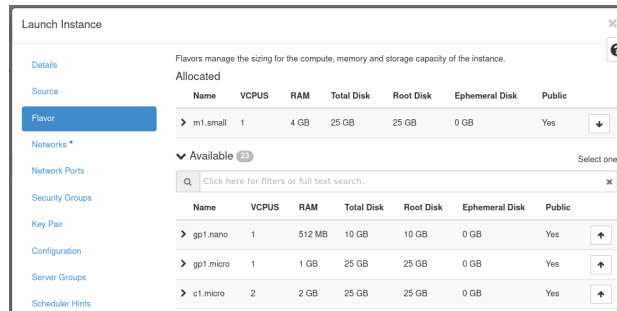 Launch Instance
Details
Source
Flavor
Networks *
Network Ports
Security Groups
Key Pair
Configuration
Server Groups
Scheduler Hints
Flavors manage the sizing for the compute, memory and storage capacity of the instance.
Allocated
Name VCPUS RAM Total Disk Root Disk Ephemeral Disk Public
m1.small 1 4 GB 25 GB 25 GB 0 GB Yes
Available 23
Select one
Click here for filters or full text search.
Name VCPUS RAM Total Disk Root Disk Ephemeral Disk Public
gp1.nano 1 512 MB 10 GB 10 GB 0 GB Yes
gp1.micro 1 1 GB 25 GB 25 GB 0 GB Yes
c1.micro 2 2 GB 25 GB 25 GB 0 GB Yes